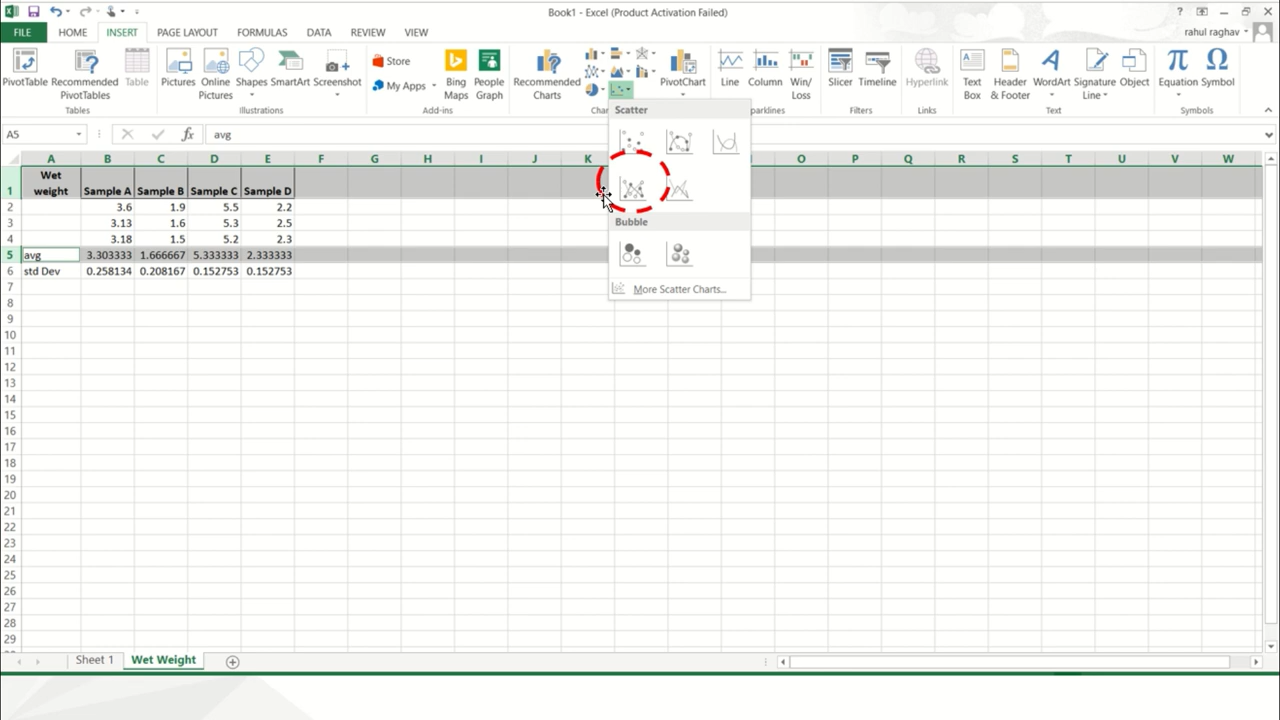 Book1 - Excel (Product Activation Failed)
FILE HOME INSERT PAGE LAYOUT FORMULAS DATA REVIEW VIEW rahul raghav
PivotTable Recommended PivotTables Table
Tables
Pictures Online Pictures Shapes SmartArt Screenshot
Illustrations
Store
My Apps
Bing Maps People Graph
Add-ins
Recommended Charts
PivotChart
Line Column Win/Loss
Slicer Timeline
Filters
Hyperlink
Links
Text Box Header & Footer WordArt Signature Line Object
Text
Equation Symbol
Symbols
A5 fx avg
Scatter
Bubble
More Scatter Charts...
A B C D E F G H I J K O P Q R S T U V W
1 Wet weight Sample A Sample B Sample C Sample D
2 3.6 1.9 5.5 2.2
3 3.13 1.6 5.3 2.5
4 3.18 1.5 5.2 2.3
5 avg 3.303333 1.666667 5.333333 2.333333
6 std Dev 0.258134 0.208167 0.152753 0.152753
7
8
9
10
11
12
13
14
15
16
17
18
19
20
21
22
23
24
25
26
27
28
29
Sheet 1 Wet Weight